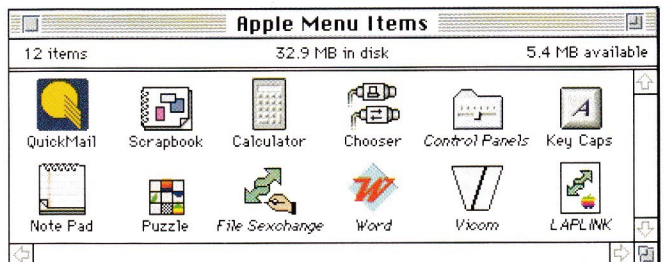 Apple Menu Items
12 items 32.9 MB in disk 5.4 MB available
QuickMail Scrapbook Calculator Chooser Control Panels Key Caps
Note Pad Puzzle File Sexchange Word Vicom LAPLINK